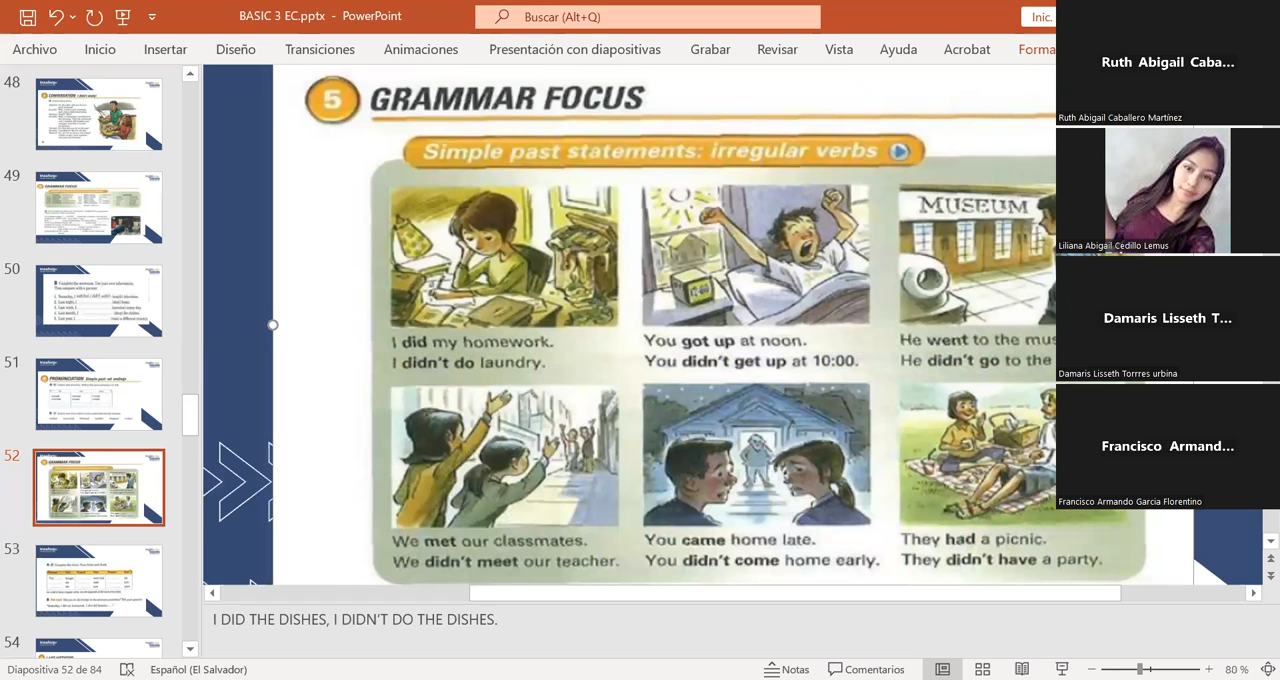 BASIC 3 EC.pptx - PowerPoint
Buscar (Alt+Q)
Inic.
Archivo Inicio Insertar Diseño Transiciones Animaciones Presentación con diapositivas Grabar Revisar Vista Ayuda Acrobat Forma
48
49
50
51
52
53
54
5 GRAMMAR FOCUS
Simple past statements: irregular verbs
MUSEUM
I did my homework.
I didn't do laundry.
You got up at noon.
You didn't get up at 10:00.
He went to the mus
He didn't go to the
We met our classmates.
We didn't meet our teacher.
You came home late.
You didn't come home early.
They had a picnic.
They didn't have a party.
Ruth Abigail Caba...
Ruth Abigail Caballero Martínez
Liliana Abigail Cedillo Lemus
Damaris Lisseth T...
Damaris Lisseth Torrres urbina
Francisco Armand...
Francisco Armando Garcia Florentino
I DID THE DISHES, I DIDN'T DO THE DISHES.
Diapositiva 52 de 84 Español (El Salvador) Notas Comentarios 80 %